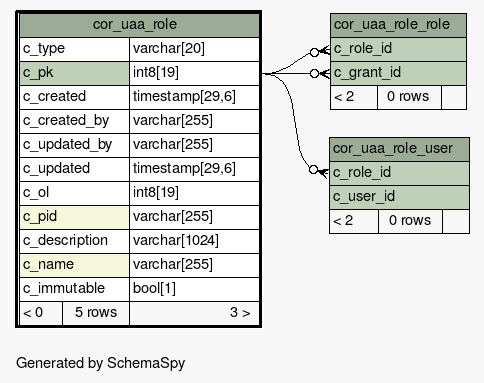 cor_uaa_role
c_type varchar[20]
c_pk int8[19]
c_created timestamp[29,6]
c_created_by varchar[255]
c_updated_by varchar[255]
c_updated timestamp[29,6]
c_ol int8[19]
c_pid varchar[255]
c_description varchar[1024]
c_name varchar[255]
c_immutable bool[1]
< 0 5 rows 3 >
cor_uaa_role_role
c_role_id
c_grant_id
< 2 0 rows
cor_uaa_role_user
c_role_id
c_user_id
< 2 0 rows
Generated by SchemaSpy